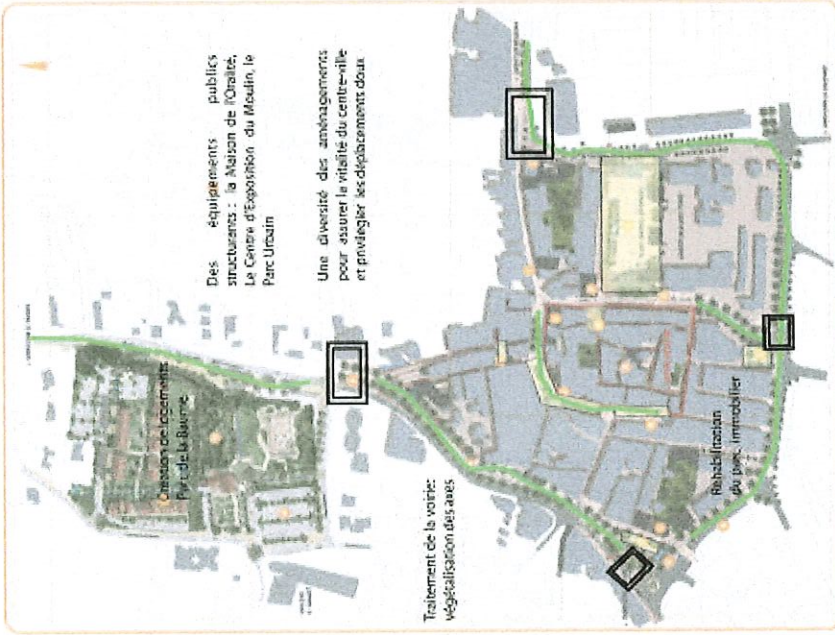 Des équipements publics
structurants : la Maison de l'Oralité,
Le Centre d'Exposition du Moulin, le
Parc Urbain
Une diversité des aménagements
pour assurer la vitalité du centre-ville
et privilégier les déplacements doux
Création de logements
Parc de la Baume
Traitement de la voirie:
végétalisation des axes
Réhabilitation
du parc immobilier